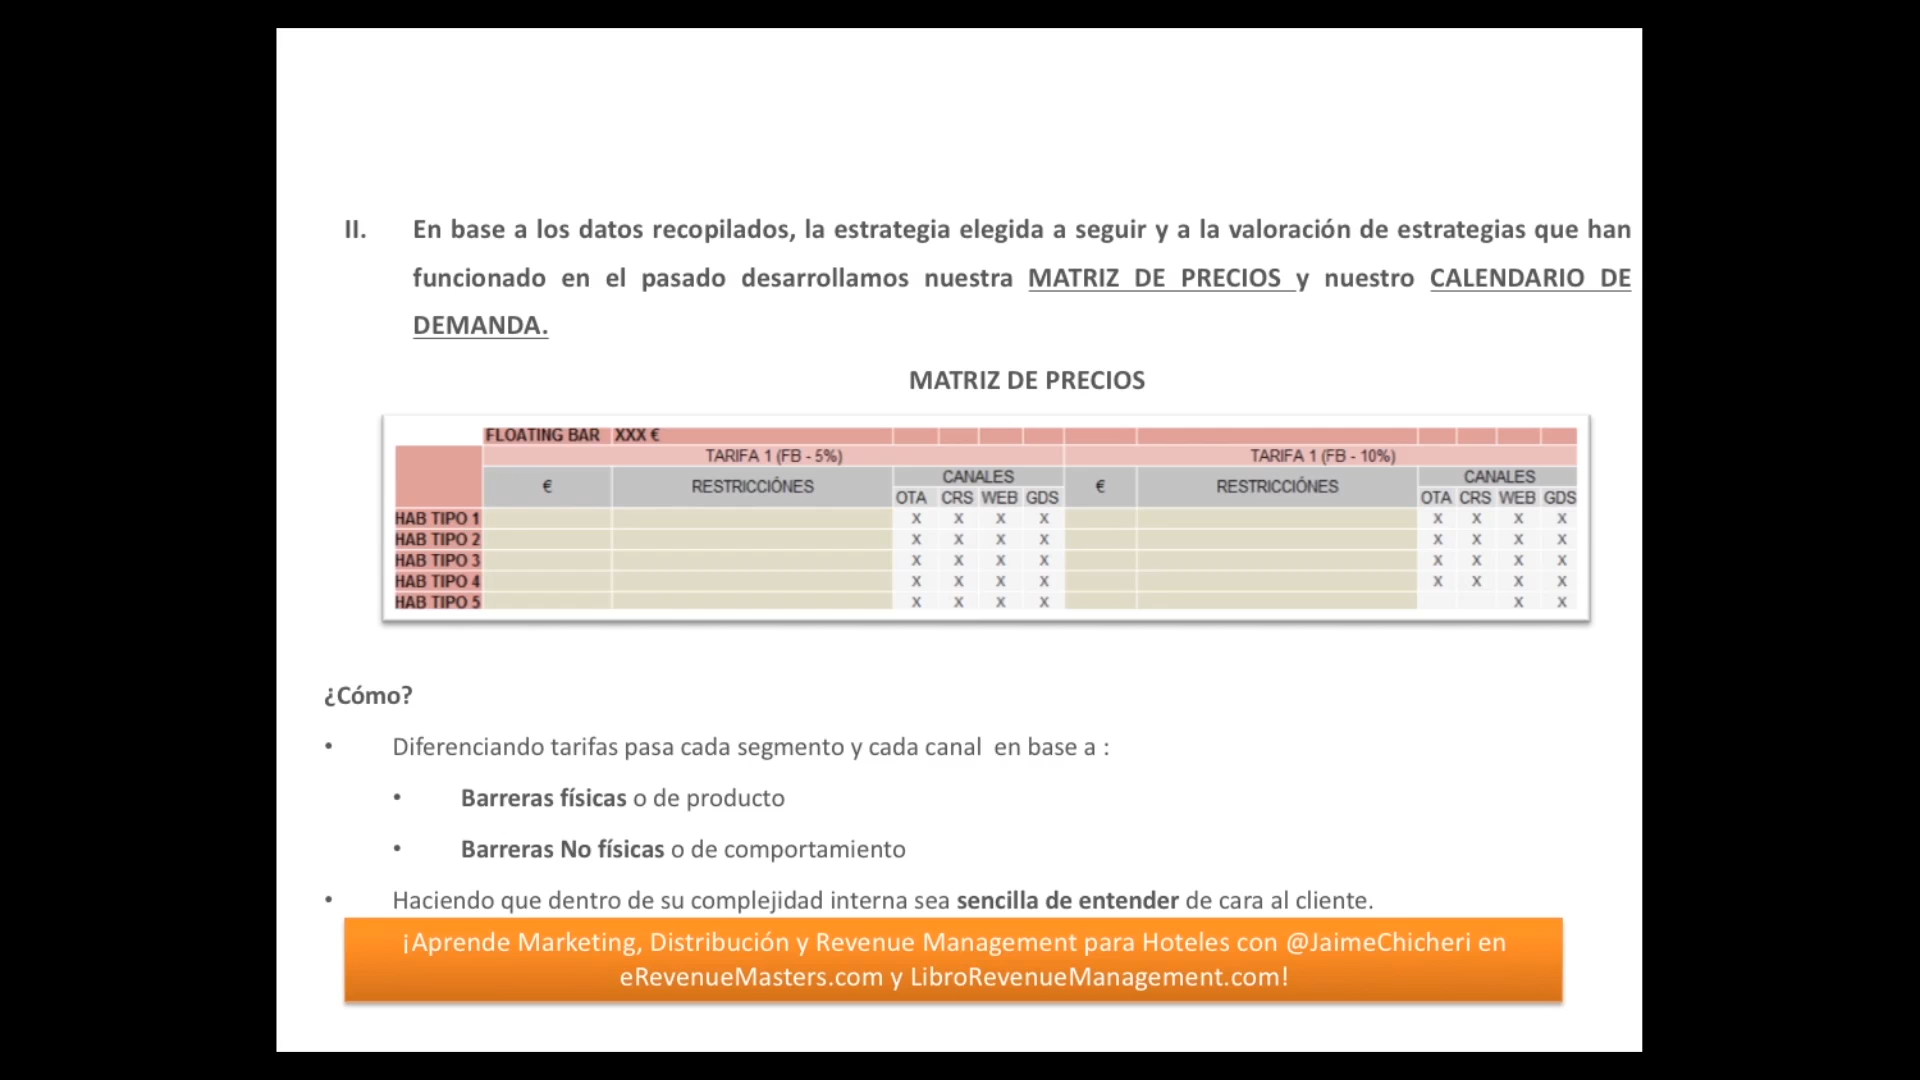 II. En base a los datos recopilados, la estrategia elegida a seguir y a la valoración de estrategias que han
funcionado en el pasado desarrollamos nuestra MATRIZ DE PRECIOS y nuestro CALENDARIO DE
DEMANDA.
MATRIZ DE PRECIOS
FLOATING BAR XXX €
TARIFA 1 (FB - 5%) TARIFA 1 (FB - 10%)
€ RESTRICCIÓNES CANALES € RESTRICCIÓNES CANALES
OTA CRS WEB GDS OTA CRS WEB GDS
HAB TIPO 1 X X X X X X X X
HAB TIPO 2 X X X X X X X X
HAB TIPO 3 X X X X X X X X
HAB TIPO 4 X X X X X X X X
HAB TIPO 5 X X X X X X
¿Cómo?
• Diferenciando tarifas pasa cada segmento y cada canal en base a :
• Barreras físicas o de producto
• Barreras No físicas o de comportamiento
• Haciendo que dentro de su complejidad interna sea sencilla de entender de cara al cliente.
¡Aprende Marketing, Distribución y Revenue Management para Hoteles con @JaimeChicheri en
eRevenueMasters.com y LibroRevenueManagement.com!